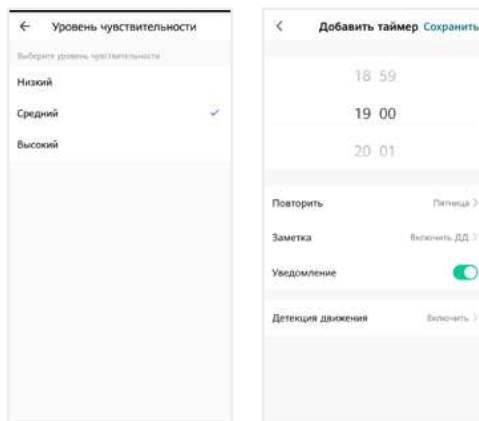 Уровень чувствительности
Выберите уровень чувствительности
Низкий
Средний
Высокий
Добавить таймер Сохранить
18 59
19 00
20 01
Повторить Пятница
Заметка Включить ДД
Уведомление
Детекция движения Включить